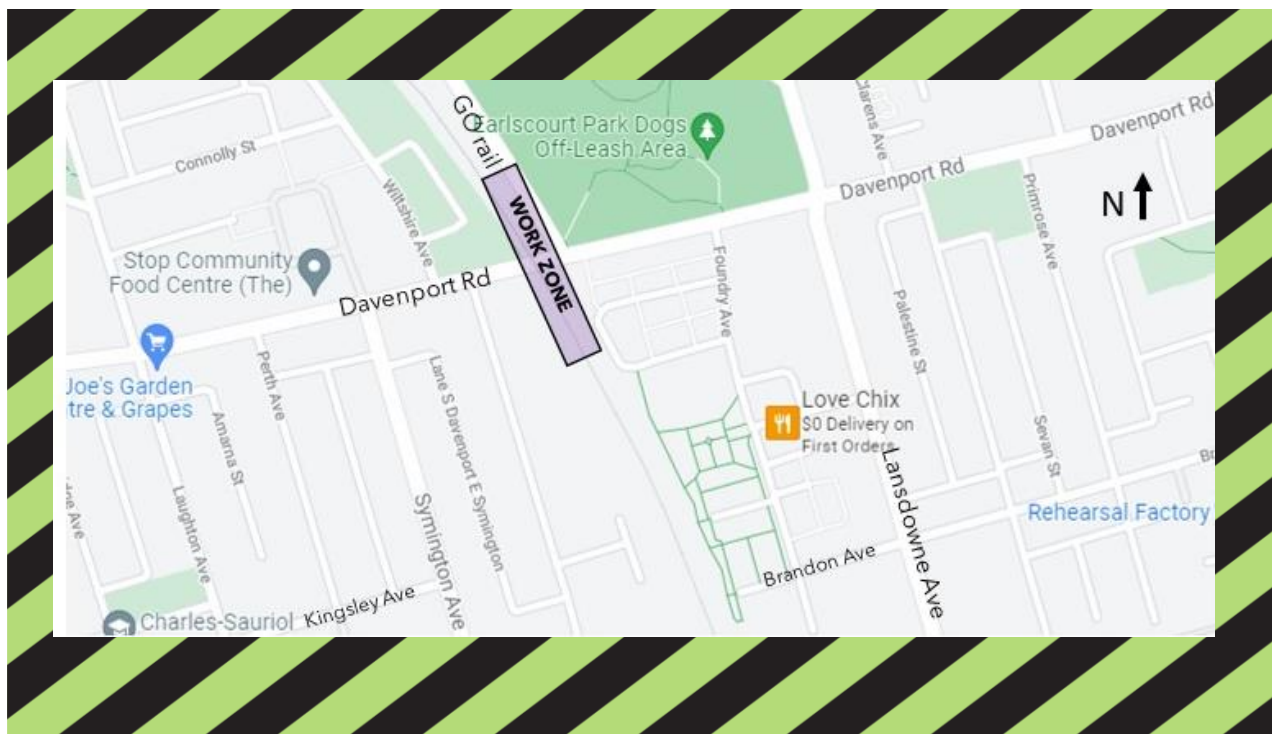 GO rail
Earlscourt Park Dogs
Off-Leash Area
Clarens Ave
Davenport Rd
Connolly St
Wiltshire Ave
Davenport Rd
Primrose Ave
N
WORK ZONE
Stop Community
Food Centre (The)
Davenport Rd
Foundry Ave
Palestine St
Joe's Garden
tre & Grapes
Perth Ave
Amarna St
Lane S Davenport E Symington
Love Chix
$0 Delivery on
First Orders
Lansdowne Ave
Sevan St
Laughton Ave
Symington Ave
Rehearsal Factory
Brandon Ave
Kingsley Ave
Charles-Sauriol